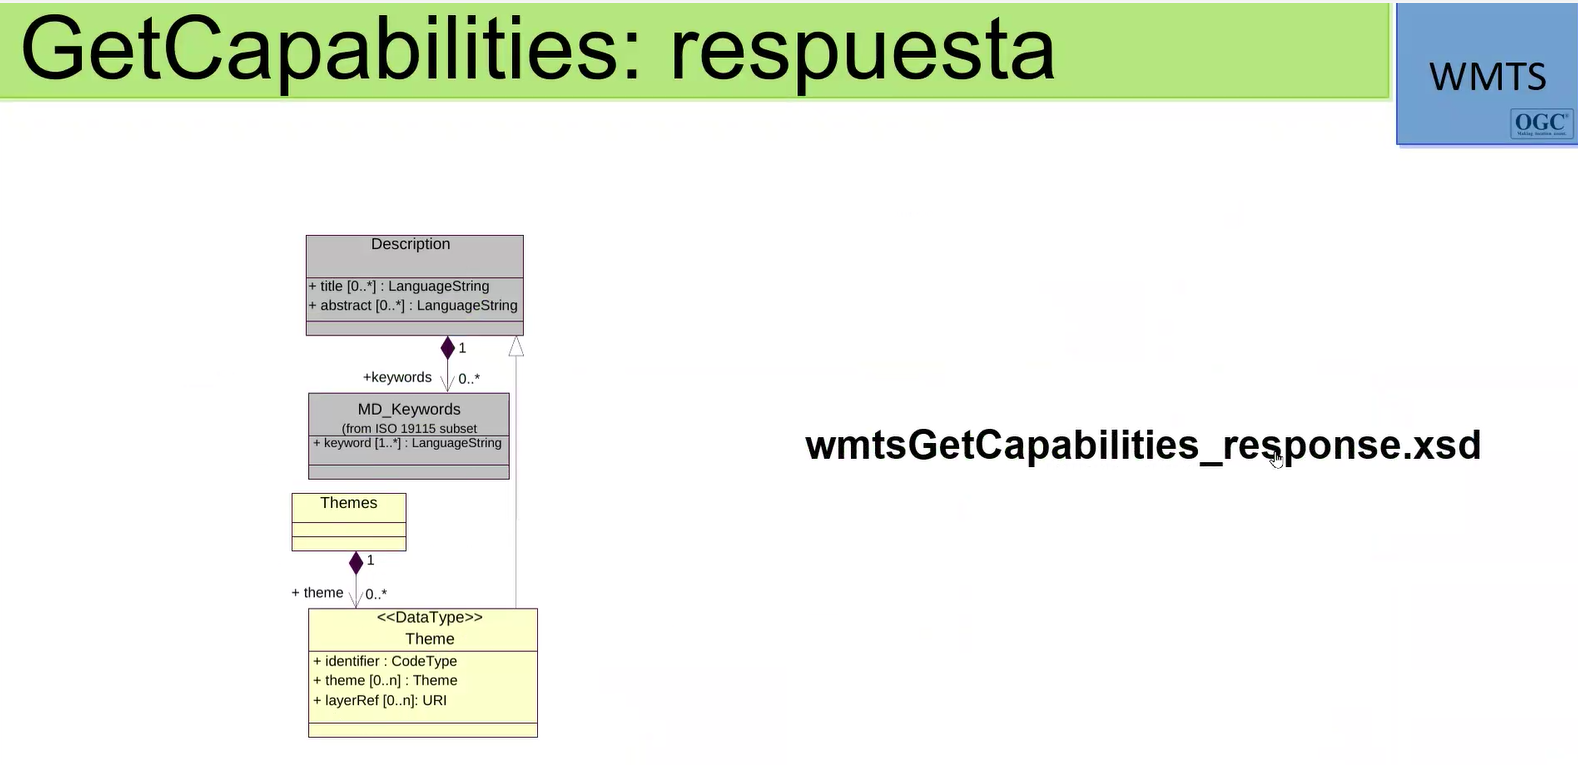 GetCapabilities: respuesta
WMTS
OGC
Description
+ title [0..*] : LanguageString
+ abstract [0..*] : LanguageString
1
+keywords
0..*
MD_Keywords
(from ISO 19115 subset
+ keyword [1..*] : LanguageString
wmtsGetCapabilities_response.xsd
Themes
1
+ theme
0..*
<<DataType>>
Theme
+ identifier : CodeType
+ theme [0..n] : Theme
+ layerRef [0..n]: URI